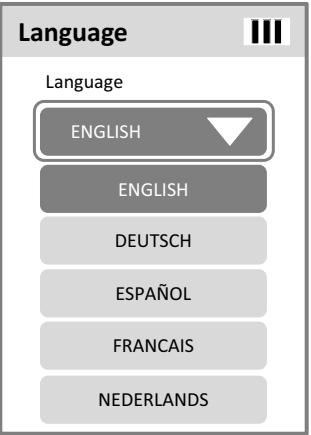 Language
Language
ENGLISH
ENGLISH
DEUTSCH
ESPAÑOL
FRANCAIS
NEDERLANDS